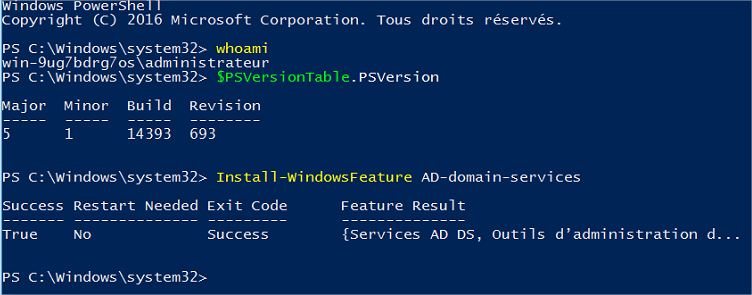 Windows PowerShell
Copyright (C) 2016 Microsoft Corporation. Tous droits réservés.
PS C:\Windows\system32> whoami
win-9ug7bdrg7os\administrateur
PS C:\Windows\system32> $PSVersionTable.PSVersion
Major  Minor  Build  Revision
-----  -----  -----  --------
5      1      14393  693
PS C:\Windows\system32> Install-WindowsFeature AD-domain-services
Success Restart Needed Exit Code      Feature Result
------- -------------- ---------      --------------
True    No             Success        {Services AD DS, Outils d’administration d...
PS C:\Windows\system32>